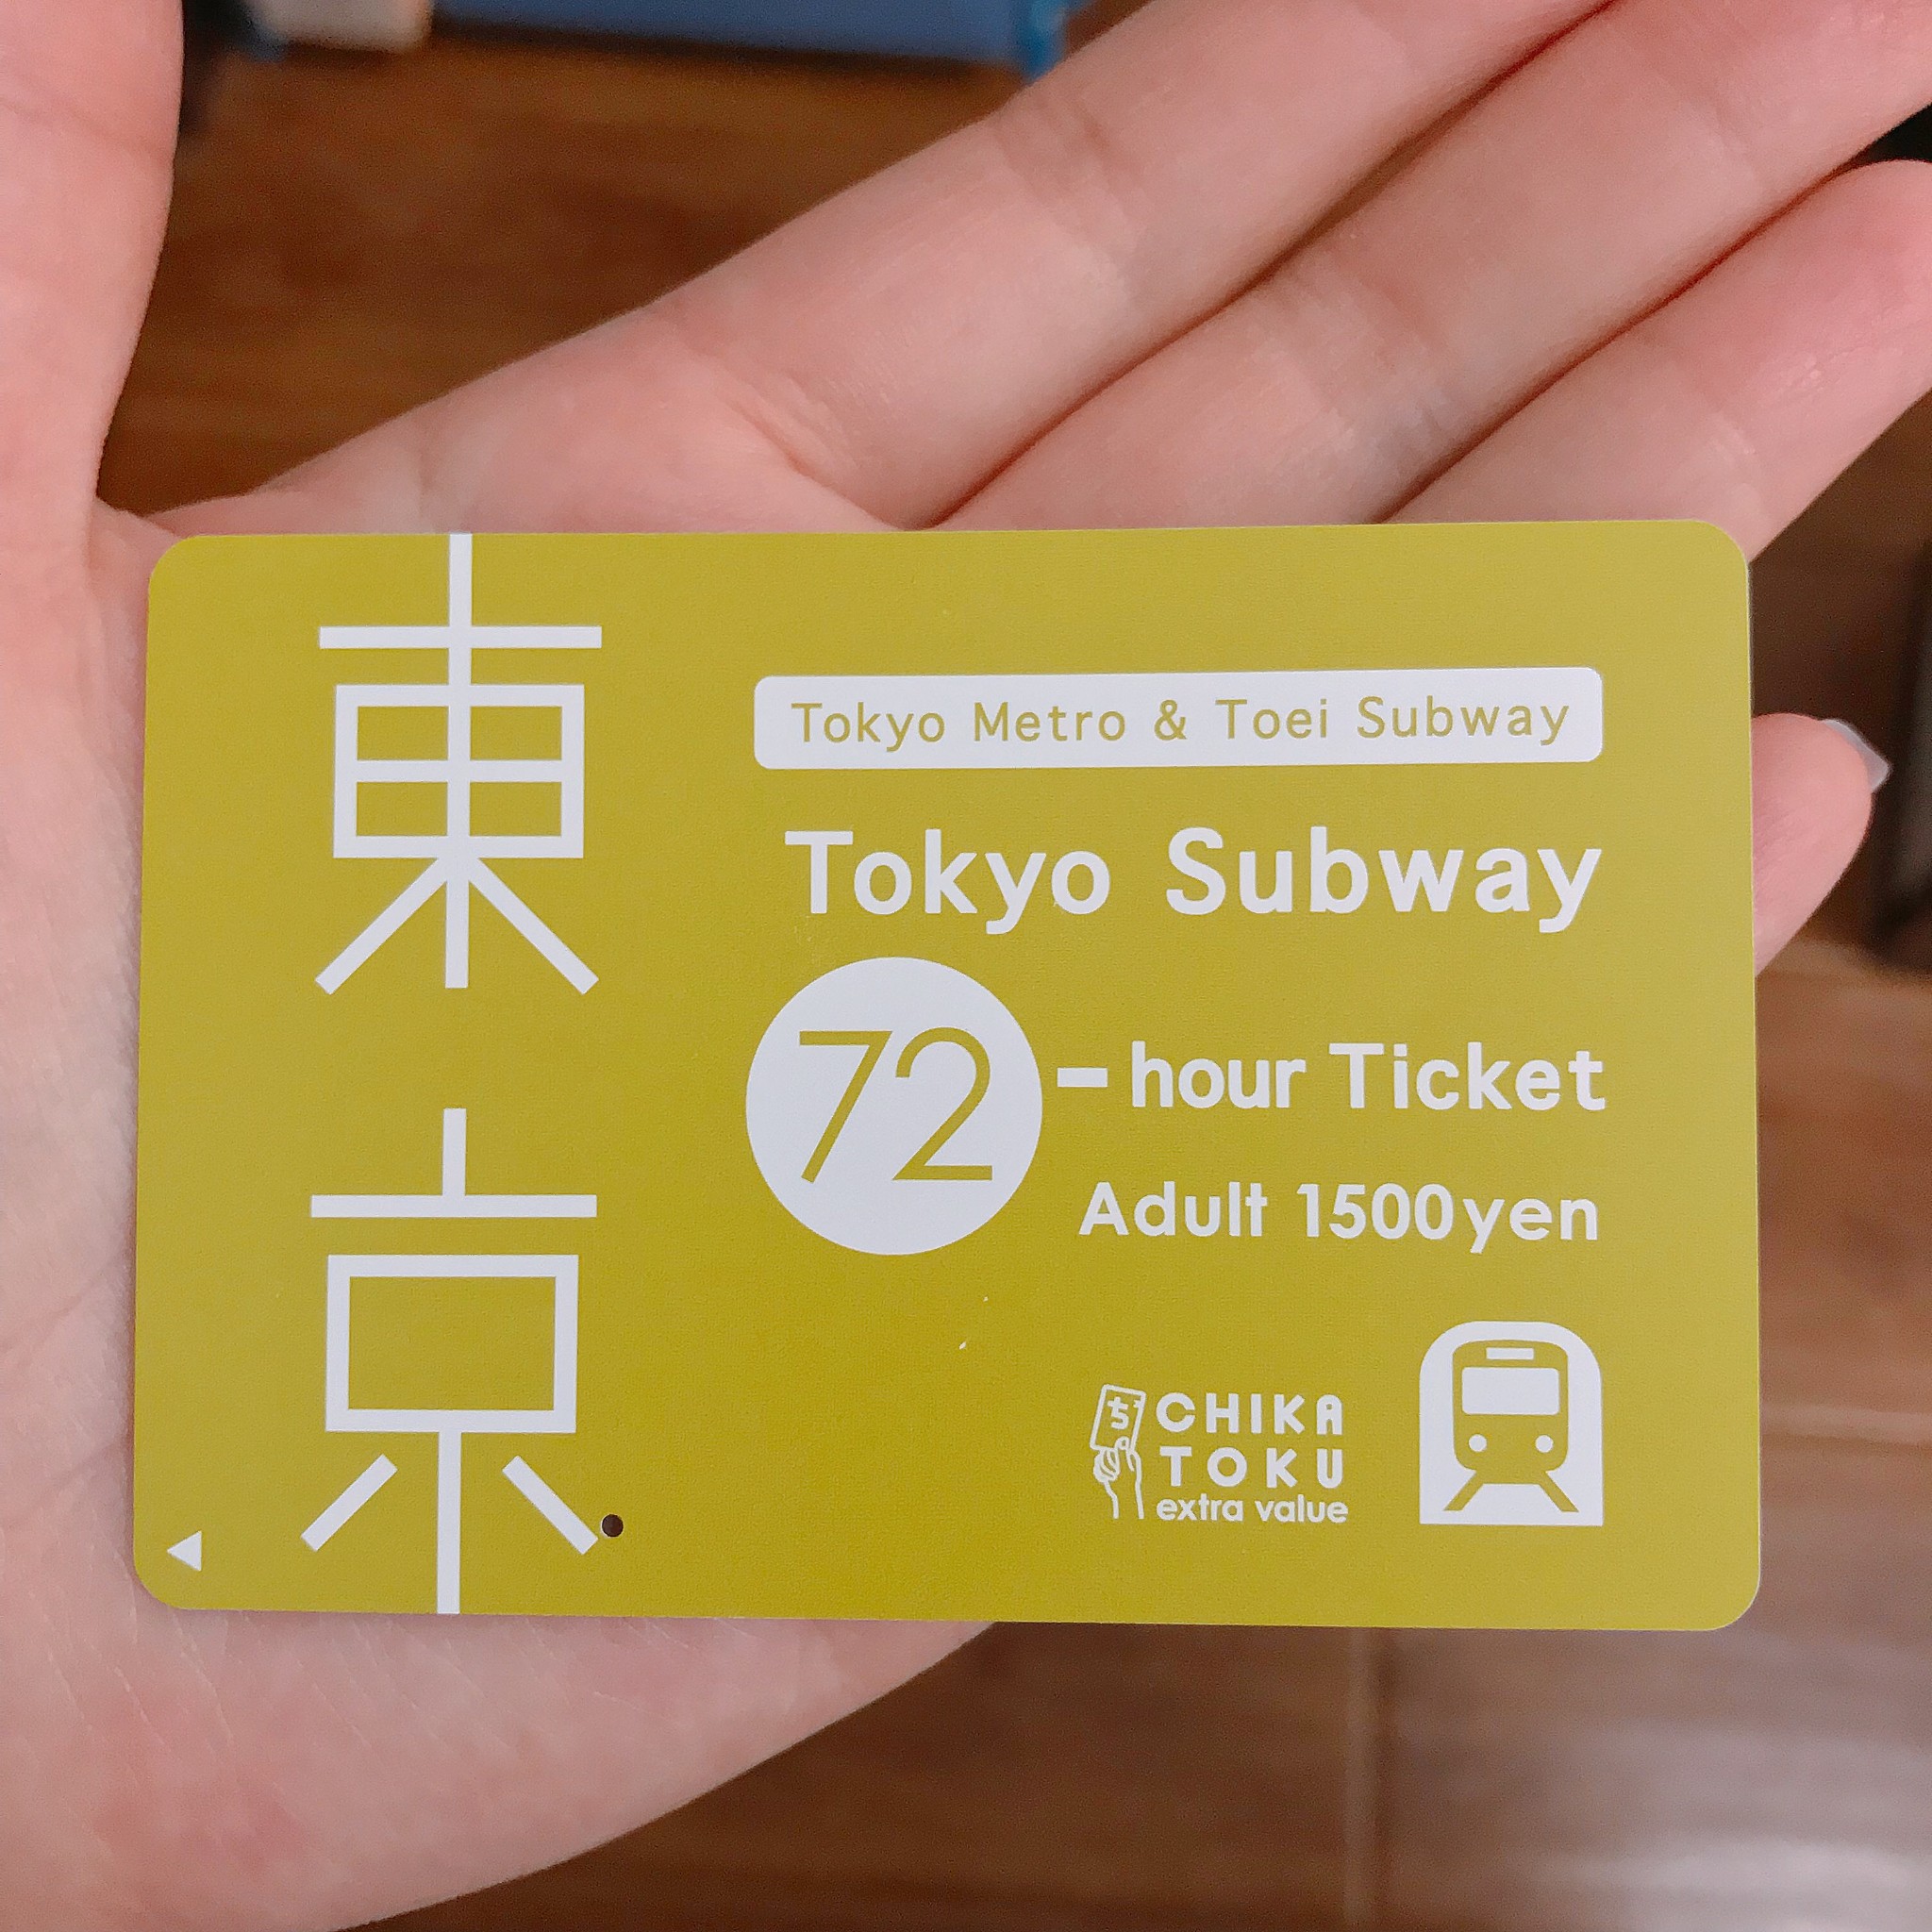 東京
Tokyo Metro & Toei Subway
Tokyo Subway
72-hour Ticket
Adult 1500yen
ち
CHIKA
TOKU
extra value